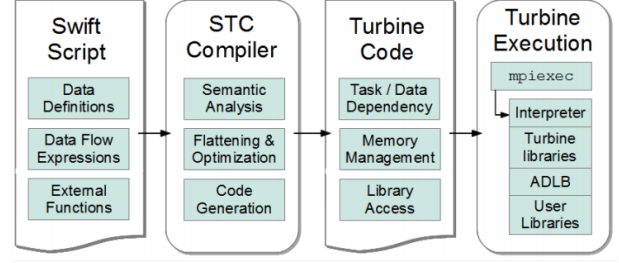 Swift
Script
Data
Definitions
Data Flow
Expressions
External
Functions
STC
Compiler
Semantic
Analysis
Flattening &
Optimization
Code
Generation
Turbine
Code
Task / Data
Dependency
Memory
Management
Library
Access
Turbine
Execution
mpiexec
Interpreter
Turbine
libraries
ADLB
User
Libraries